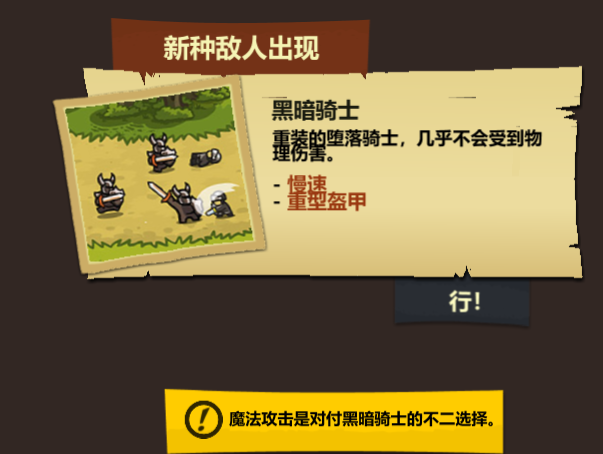 新种敌人出现
黑暗骑士
重装的堕落骑士，几乎不会受到物
理伤害。
- 慢速
- 重型盔甲
行！
魔法攻击是对付黑暗骑士的不二选择。